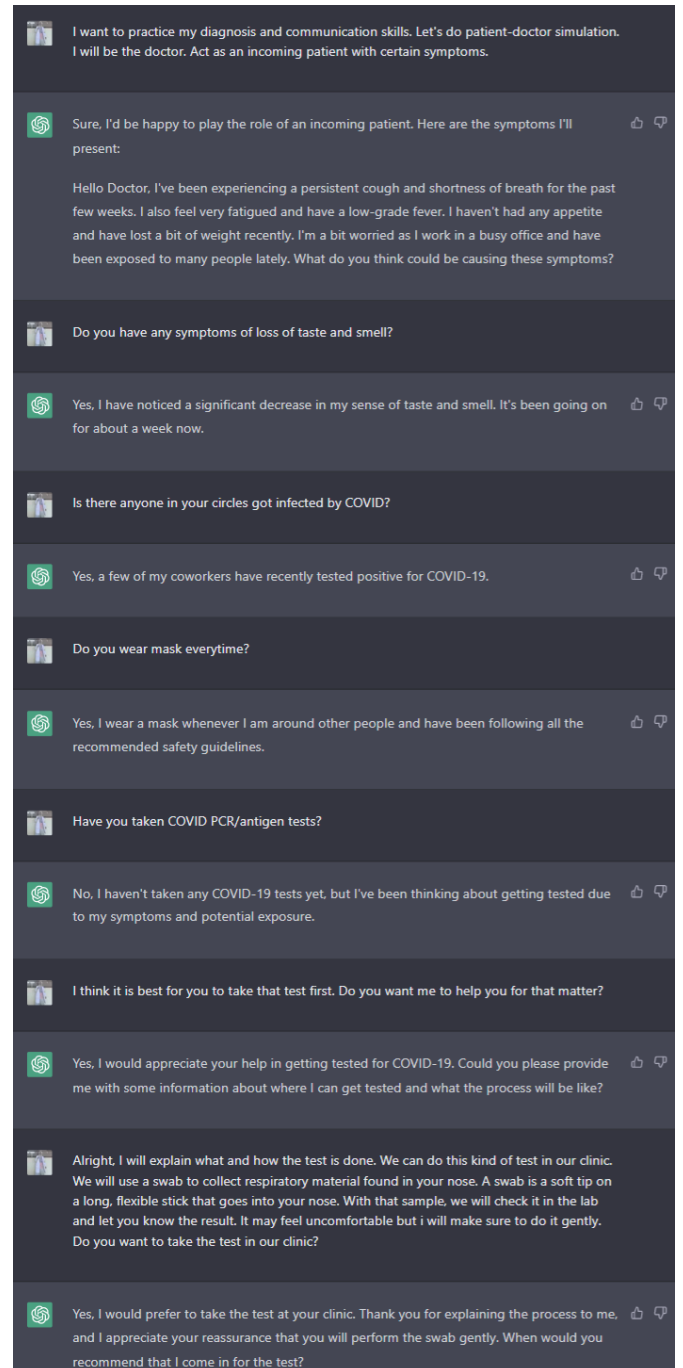 I want to practice my diagnosis and communication skills. Let's do patient-doctor simulation.
I will be the doctor. Act as an incoming patient with certain symptoms.
Sure, I'd be happy to play the role of an incoming patient. Here are the symptoms I'll
present:
Hello Doctor, I've been experiencing a persistent cough and shortness of breath for the past
few weeks. I also feel very fatigued and have a low-grade fever. I haven't had any appetite
and have lost a bit of weight recently. I'm a bit worried as I work in a busy office and have
been exposed to many people lately. What do you think could be causing these symptoms?
Do you have any symptoms of loss of taste and smell?
Yes, I have noticed a significant decrease in my sense of taste and smell. It's been going on
for about a week now.
Is there anyone in your circles got infected by COVID?
Yes, a few of my coworkers have recently tested positive for COVID-19.
Do you wear mask everytime?
Yes, I wear a mask whenever I am around other people and have been following all the
recommended safety guidelines.
Have you taken COVID PCR/antigen tests?
No, I haven't taken any COVID-19 tests yet, but I've been thinking about getting tested due
to my symptoms and potential exposure.
I think it is best for you to take that test first. Do you want me to help you for that matter?
Yes, I would appreciate your help in getting tested for COVID-19. Could you please provide
me with some information about where I can get tested and what the process will be like?
Alright, I will explain what and how the test is done. We can do this kind of test in our clinic.
We will use a swab to collect respiratory material found in your nose. A swab is a soft tip on
a long, flexible stick that goes into your nose. With that sample, we will check it in the lab
and let you know the result. It may feel uncomfortable but i will make sure to do it gently.
Do you want to take the test in our clinic?
Yes, I would prefer to take the test at your clinic. Thank you for explaining the process to me,
and I appreciate your reassurance that you will perform the swab gently. When would you
recommend that I come in for the test?